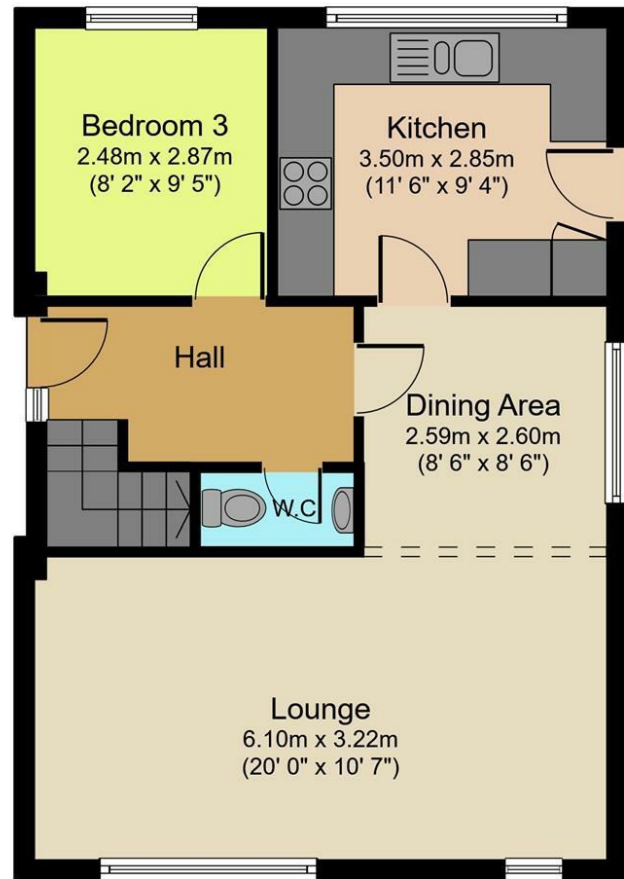 Bedroom 3
2.48m x 2.87m
(8' 2" x 9' 5")
Kitchen
3.50m x 2.85m
(11' 6" x 9' 4")
Hall
Dining Area
2.59m x 2.60m
(8' 6" x 8' 6")
W.C
Lounge
6.10m x 3.22m
(20' 0" x 10' 7")